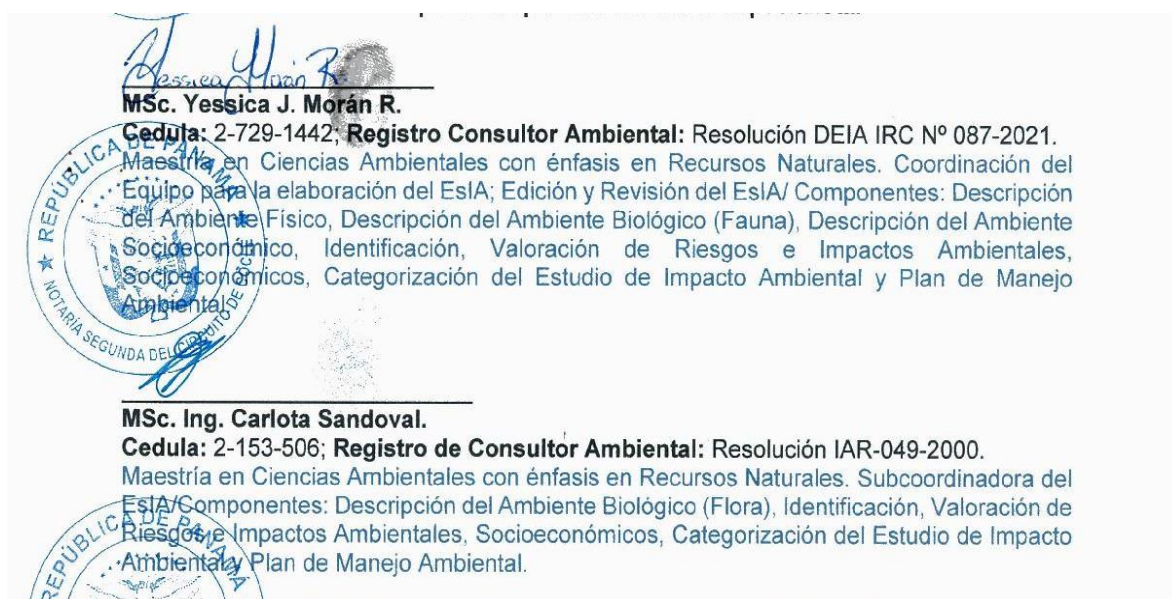 Yessica Morán R.
MSc. Yessica J. Morán R.
Cedula: 2-729-1442; Registro Consultor Ambiental: Resolución DEIA IRC Nº 087-2021.
Maestría en Ciencias Ambientales con énfasis en Recursos Naturales. Coordinación del
Equipo para la elaboración del EsIA; Edición y Revisión del EsIA/ Componentes: Descripción
del Ambiente Físico, Descripción del Ambiente Biológico (Fauna), Descripción del Ambiente
Socioeconómico, Identificación, Valoración de Riesgos e Impactos Ambientales,
Socioeconómicos, Categorización del Estudio de Impacto Ambiental y Plan de Manejo
Ambiental.
REPÚBLICA DE PANAMÁ
NOTARÍA SEGUNDA DEL CIRCUITO DE COCLÉ
MSc. Ing. Carlota Sandoval.
Cedula: 2-153-506; Registro de Consultor Ambiental: Resolución IAR-049-2000.
Maestría en Ciencias Ambientales con énfasis en Recursos Naturales. Subcoordinadora del
EsIA/Componentes: Descripción del Ambiente Biológico (Flora), Identificación, Valoración de
Riesgos e Impactos Ambientales, Socioeconómicos, Categorización del Estudio de Impacto
Ambiental y Plan de Manejo Ambiental.
REPÚBLICA DE PANAMÁ